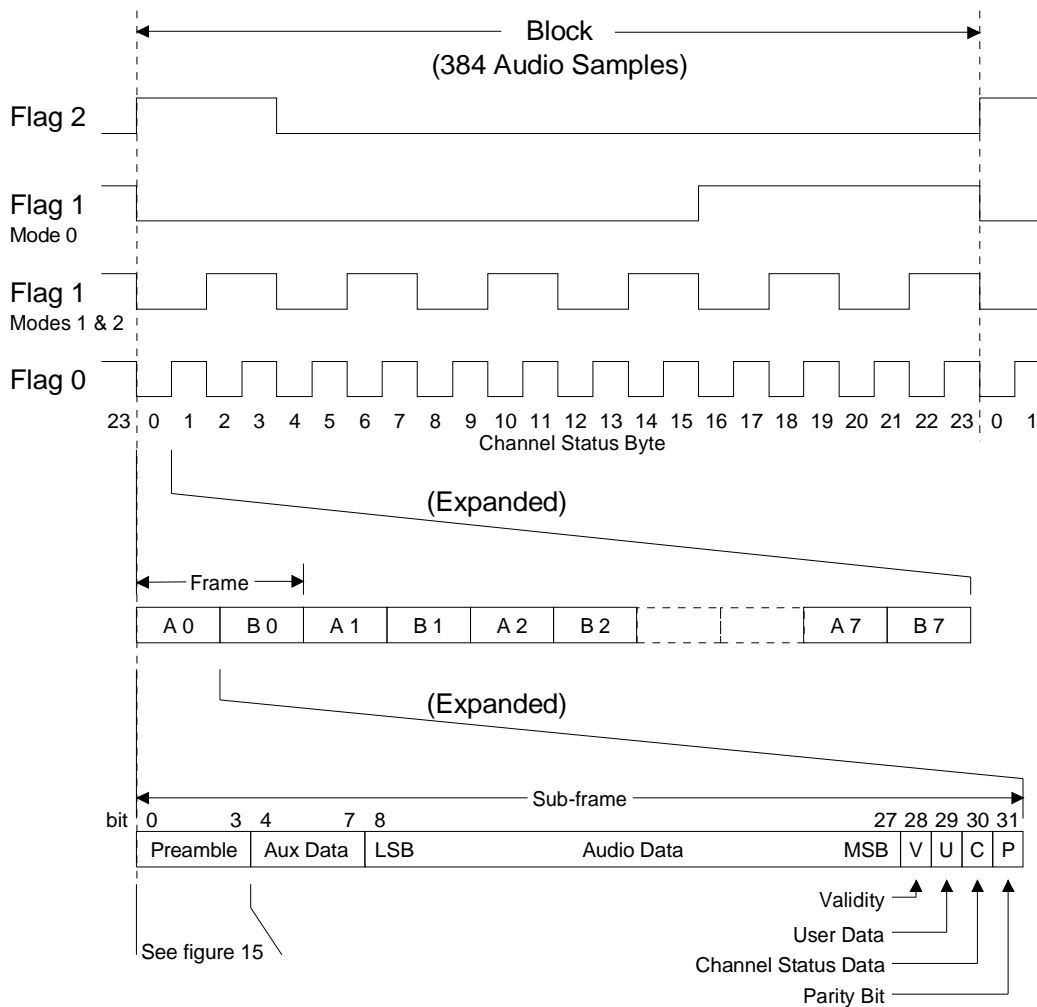 Block
(384 Audio Samples)
Flag 2
Flag 1
Mode 0
Flag 1
Modes 1 & 2
Flag 0
23 0 1 2 3 4 5 6 7 8 9 10 11 12 13 14 15 16 17 18 19 20 21 22 23 0 1
Channel Status Byte
(Expanded)
Frame
A 0 B 0 A 1 B 1 A 2 B 2 A 7 B 7
(Expanded)
Sub-frame
bit 0 3 4 7 8 27 28 29 30 31
Preamble Aux Data LSB Audio Data MSB V U C P
Validity
User Data
See figure 15
Channel Status Data
Parity Bit